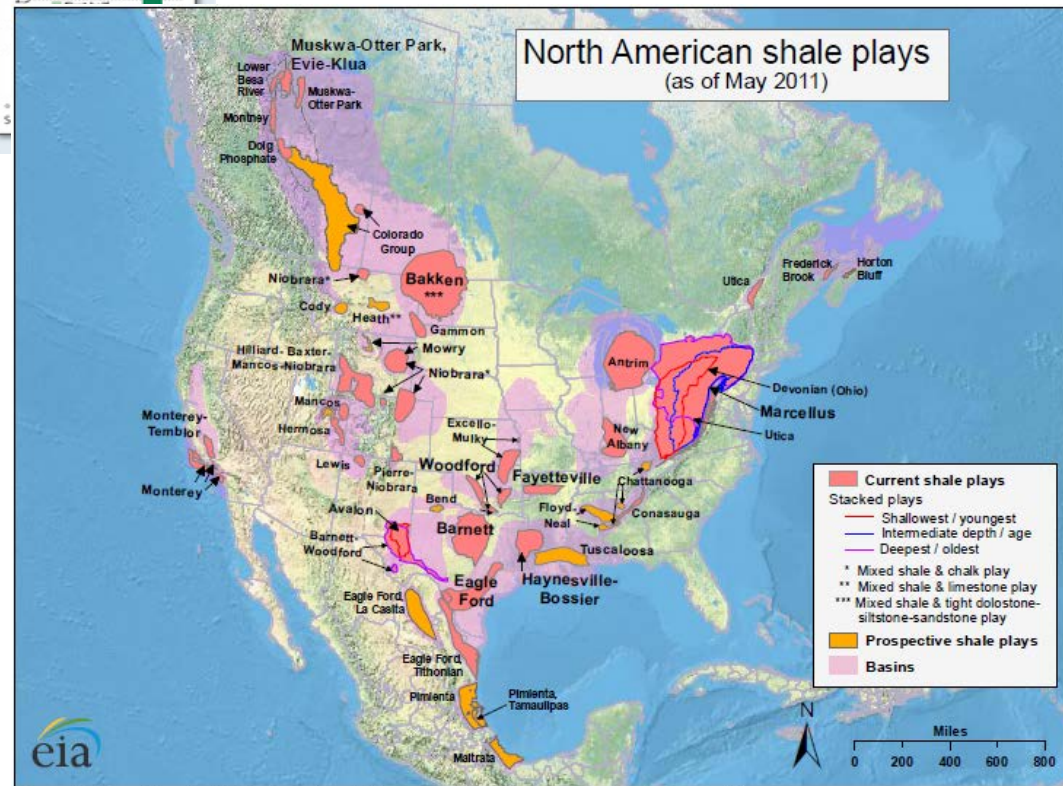 North American shale plays
(as of May 2011)
Muskwa-Otter Park,
Evie-Klua
Lower
Besa
River
Muskwa-
Otter Park
Montney
Doig
Phosphate
Colorado
Group
Niobrara*
Bakken
***
Cody
Heath**
Gammon
Mowry
Hilliard-Baxter-
Mancos-Niobrara
Niobrara*
Mancos
Hermosa
Monterey-
Temblor
Monterey
Lewis
Pierre-
Niobrara
Excello-
Mulky
Woodford
Bend
Fayetteville
New
Albany
Antrim
Utica
Frederick
Brook
Horton
Bluff
Devonian (Ohio)
Marcellus
Utica
Chattanooga
Conasauga
Floyd-
Neal
Tuscaloosa
Avalon
Barnett-
Woodford
Barnett
Haynesville-
Bossier
Eagle
Ford
Eagle Ford,
La Casita
Eagle Ford,
Tithonian
Pimienta
Pimienta,
Tamaulipas
Maltrata
Current shale plays
Stacked plays
Shallowest / youngest
Intermediate depth / age
Deepest / oldest
* Mixed shale & chalk play
** Mixed shale & limestone play
*** Mixed shale & tight dolostone-
siltstone-sandstone play
Prospective shale plays
Basins
N
Miles
0 200 400 600 800
eia